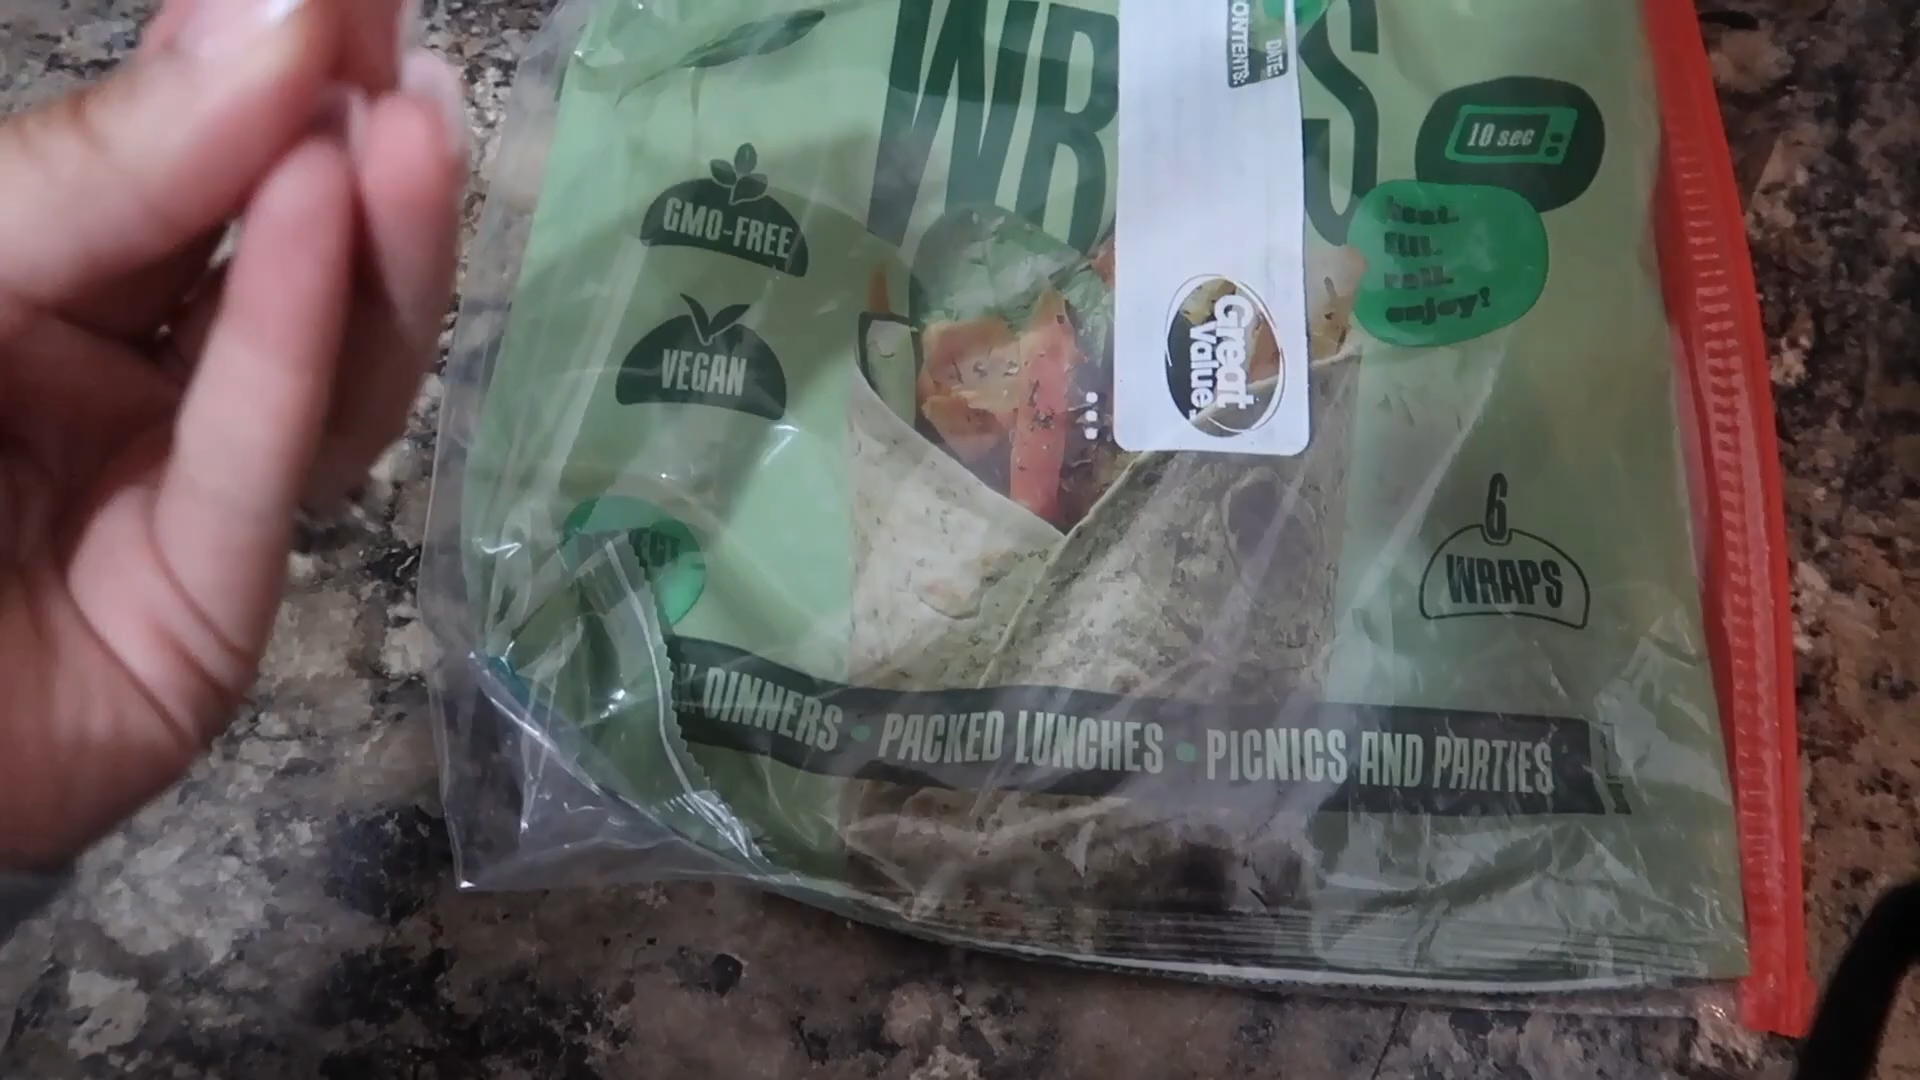 CONTENTS:
DATE:
10 sec
GMO-FREE
heat.
fill.
roll.
enjoy!
Great
Value
VEGAN
6
WRAPS
DINNERS • PACKED LUNCHES • PICNICS AND PARTIES